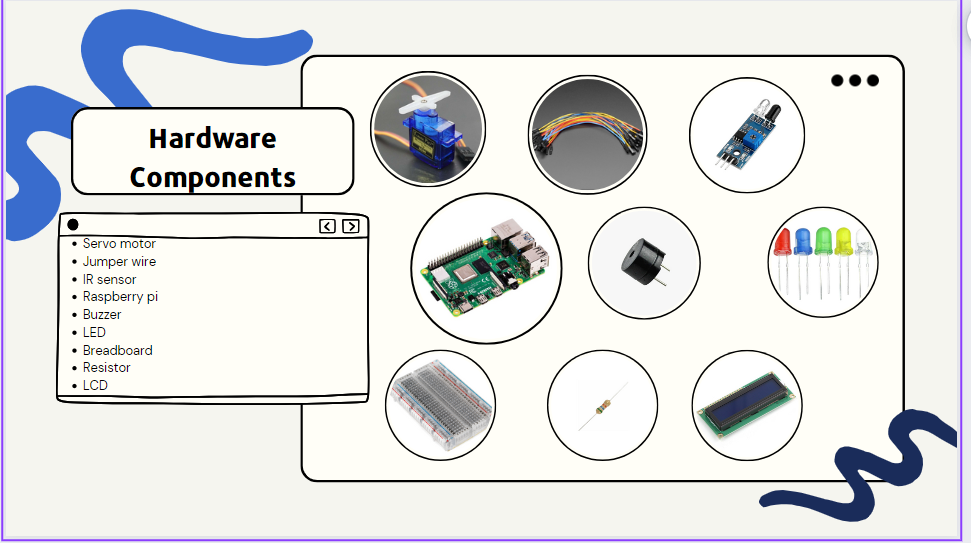 Hardware
Components
• Servo motor
• Jumper wire
• IR sensor
• Raspberry pi
• Buzzer
• LED
• Breadboard
• Resistor
• LCD